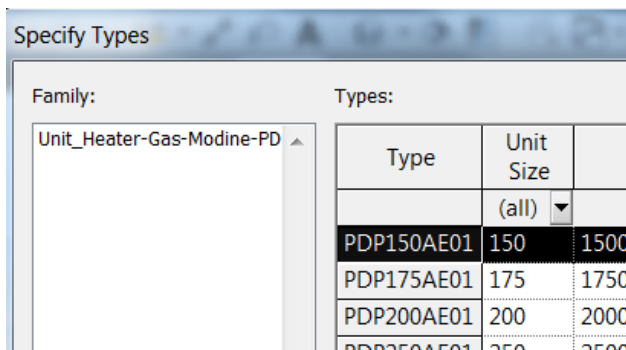 Specify Types
Family:
Types:
Unit_Heater-Gas-Modine-PD
Type
Unit
Size
(all)
PDP150AE01 150 1500
PDP175AE01 175 1750
PDP200AE01 200 2000